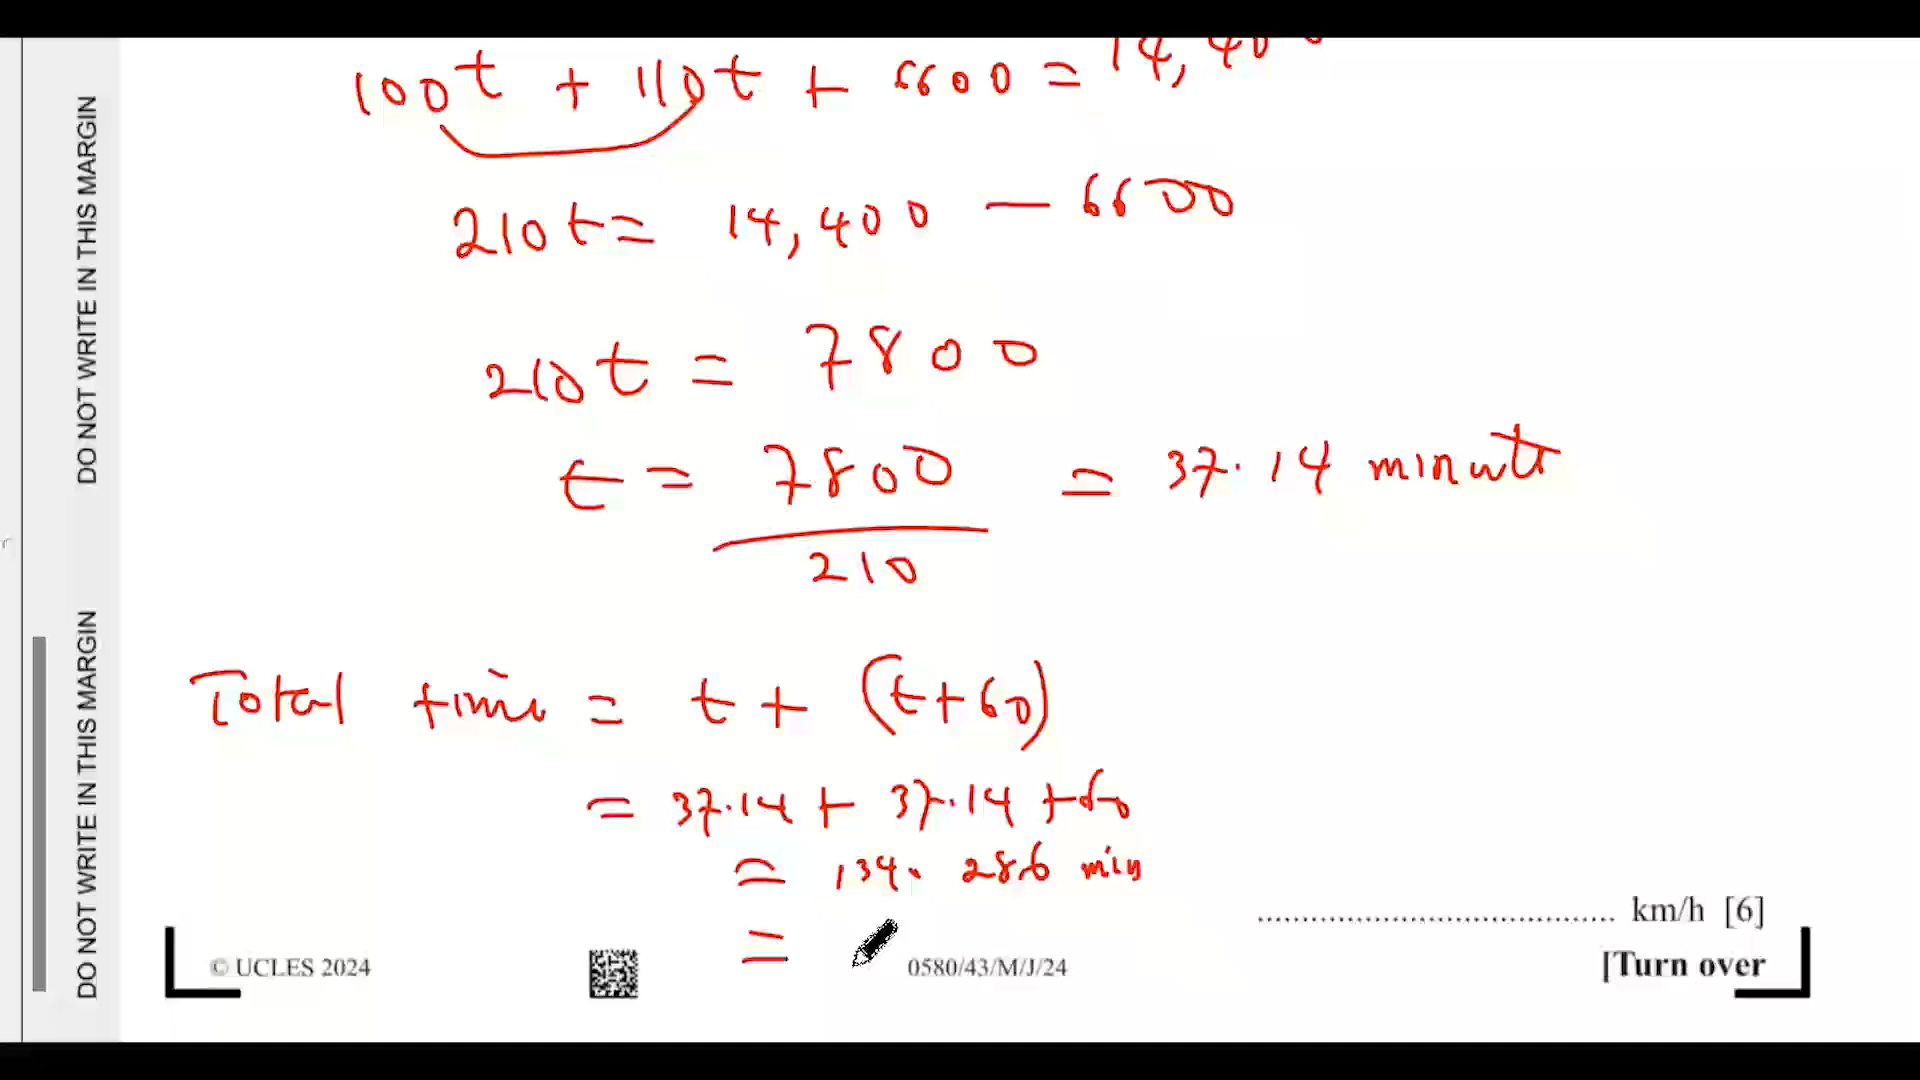 100t + 110t + 6600 = 14,400
210t = 14,400 – 6600
210t = 7800
t = 7800 = 37.14 minutes
210
Total time = t + (t+60)
= 37.14 + 37.14 + 60
= 134.286 min
=
km/h [6]
© UCLES 2024
0580/43/M/J/24
[Turn over
DO NOT WRITE IN THIS MARGIN
DO NOT WRITE IN THIS MARGIN